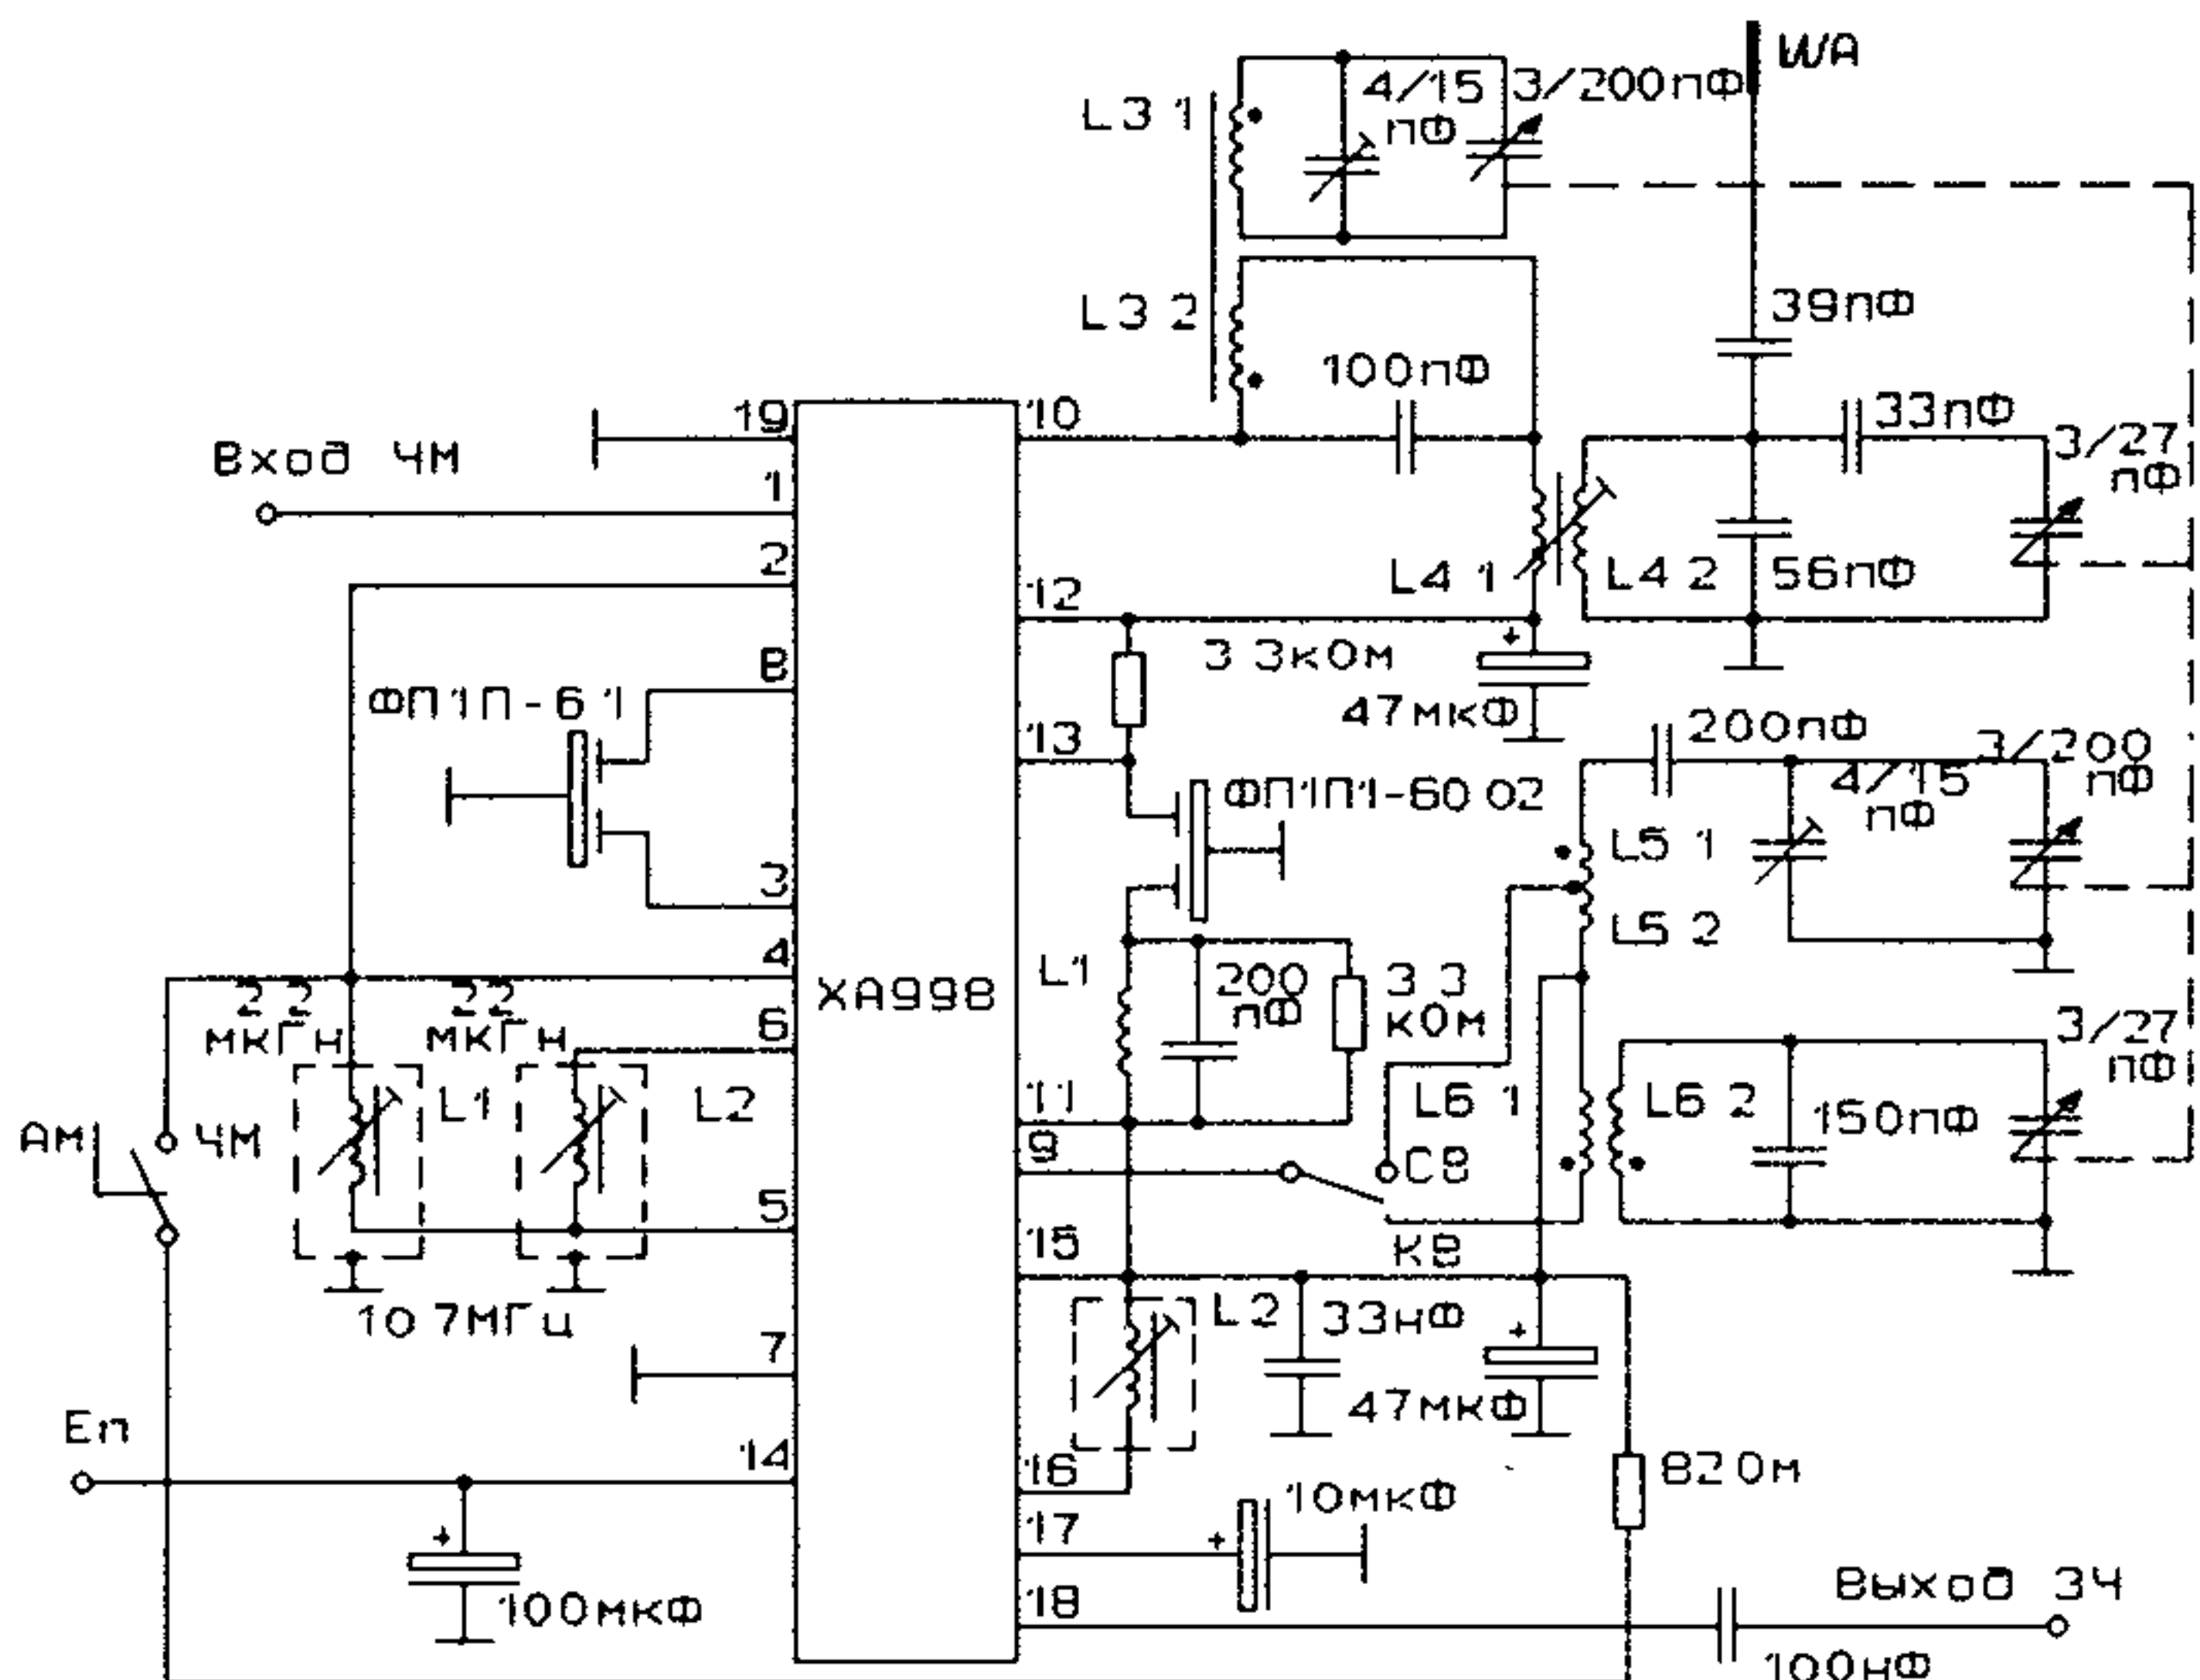 WA
L3 1
4/15
пФ
3/200пФ
L3 2
39пФ
100пФ
33пФ
3/27
пФ
19
10
Вход ЧМ
1
2
L4 1
L4 2
56пФ
12
8
3 3кОм
47мкФ
ФП1П-6 1
13
200пФ
3/200
пФ
4/15
пФ
ФП1П1-60 02
L5 1
3
L5 2
4
L1
200
пФ
3 3
кОм
ХА998
2,2
мкГн
22
мкГн
6
3/27
пФ
L1
L2
11
L6 1
L6 2
150пФ
АМ
ЧМ
9
СВ
5
15
КВ
10 7МГц
L2
33нФ
7
47мкФ
Еп
14
16
82Ом
10мкФ
17
100мкФ
18
Выход ЗЧ
100нФ